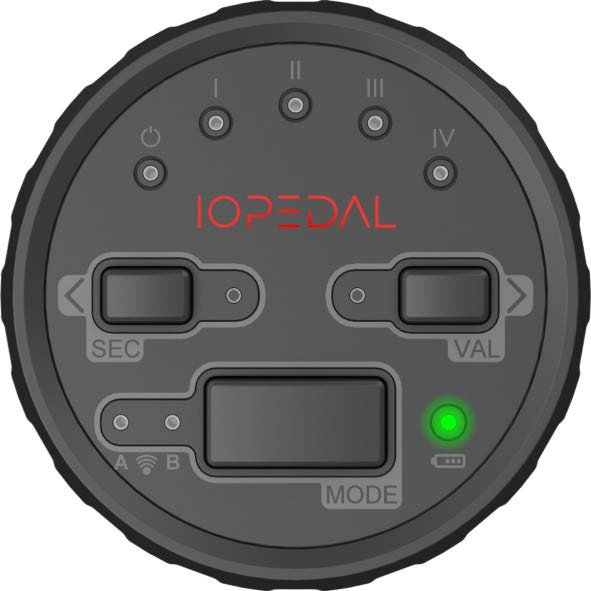 I II III IV
IOPEDAL
SEC VAL
A B
MODE